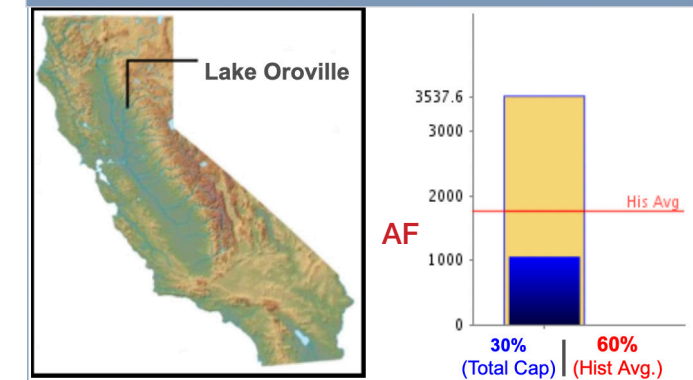 Lake Oroville
3537.6
3000
2000
His Avg
AF
1000
0
30% 60%
(Total Cap) (Hist Avg.)